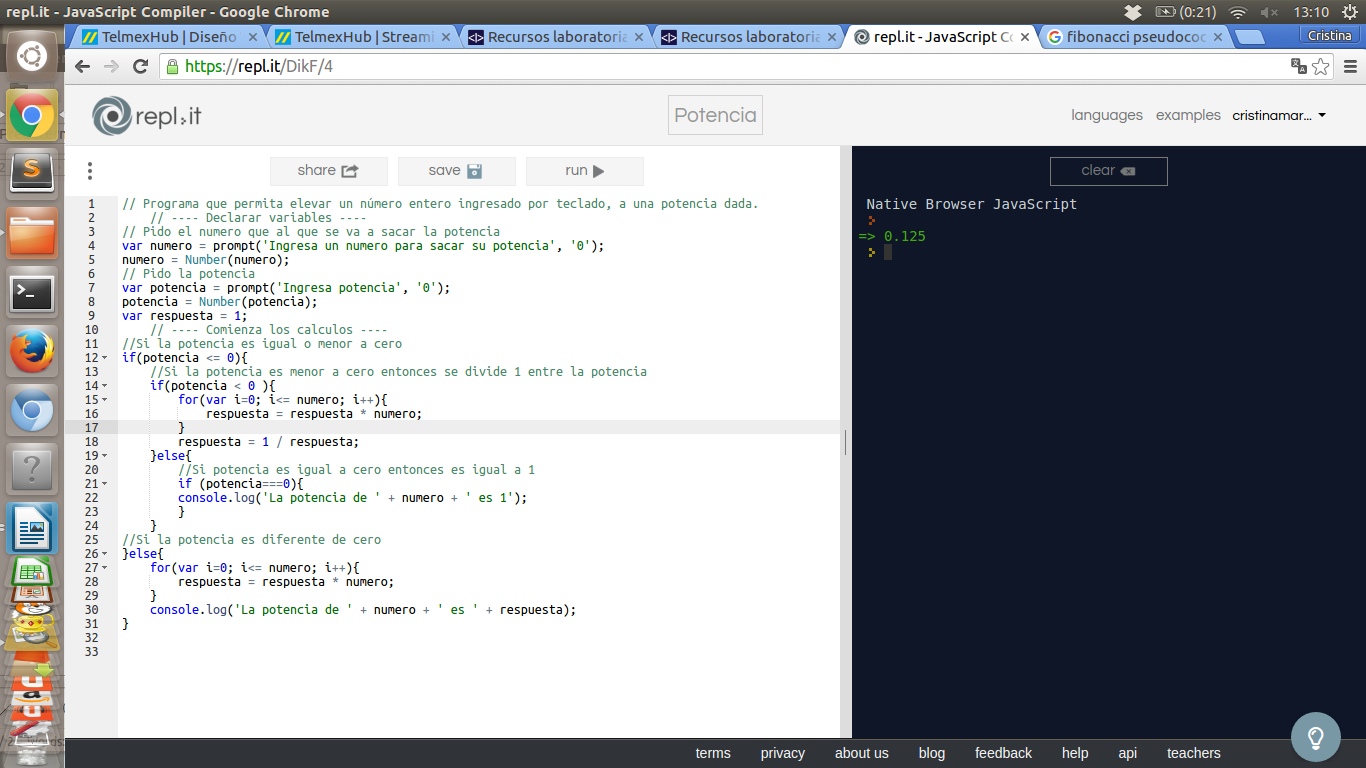 repl.it - JavaScript Compiler - Google Chrome
(0:21) 13:10
TelmexHub | Diseño
TelmexHub | Streami
Recursos laboratoria
Recursos laboratoria
repl.it - JavaScript Co
fibonacci pseudococ
Cristina
https://repl.it/DikF/4
repl.it
Potencia
languages examples cristinamar...
share save run
clear
1 // Programa que permita elevar un número entero ingresado por teclado, a una potencia dada.
2 // ---- Declarar variables ----
3 // Pido el numero que al que se va a sacar la potencia
4 var numero = prompt('Ingresa un numero para sacar su potencia', '0');
5 numero = Number(numero);
6 // Pido la potencia
7 var potencia = prompt('Ingresa potencia', '0');
8 potencia = Number(potencia);
9 var respuesta = 1;
10 // ---- Comienza los calculos ----
11 //Si la potencia es igual o menor a cero
12 if(potencia <= 0){
13 //Si la potencia es menor a cero entonces se divide 1 entre la potencia
14 if(potencia < 0 ){
15 for(var i=0; i<= numero; i++){
16 respuesta = respuesta * numero;
17 }
18 respuesta = 1 / respuesta;
19 }else{
20 //Si potencia es igual a cero entonces es igual a 1
21 if (potencia===0){
22 console.log('La potencia de ' + numero + ' es 1');
23 }
24 }
25 //Si la potencia es diferente de cero
26 }else{
27 for(var i=0; i<= numero; i++){
28 respuesta = respuesta * numero;
29 }
30 console.log('La potencia de ' + numero + ' es ' + respuesta);
31 }
32
33
Native Browser JavaScript
=> 0.125
terms privacy about us blog feedback help api teachers